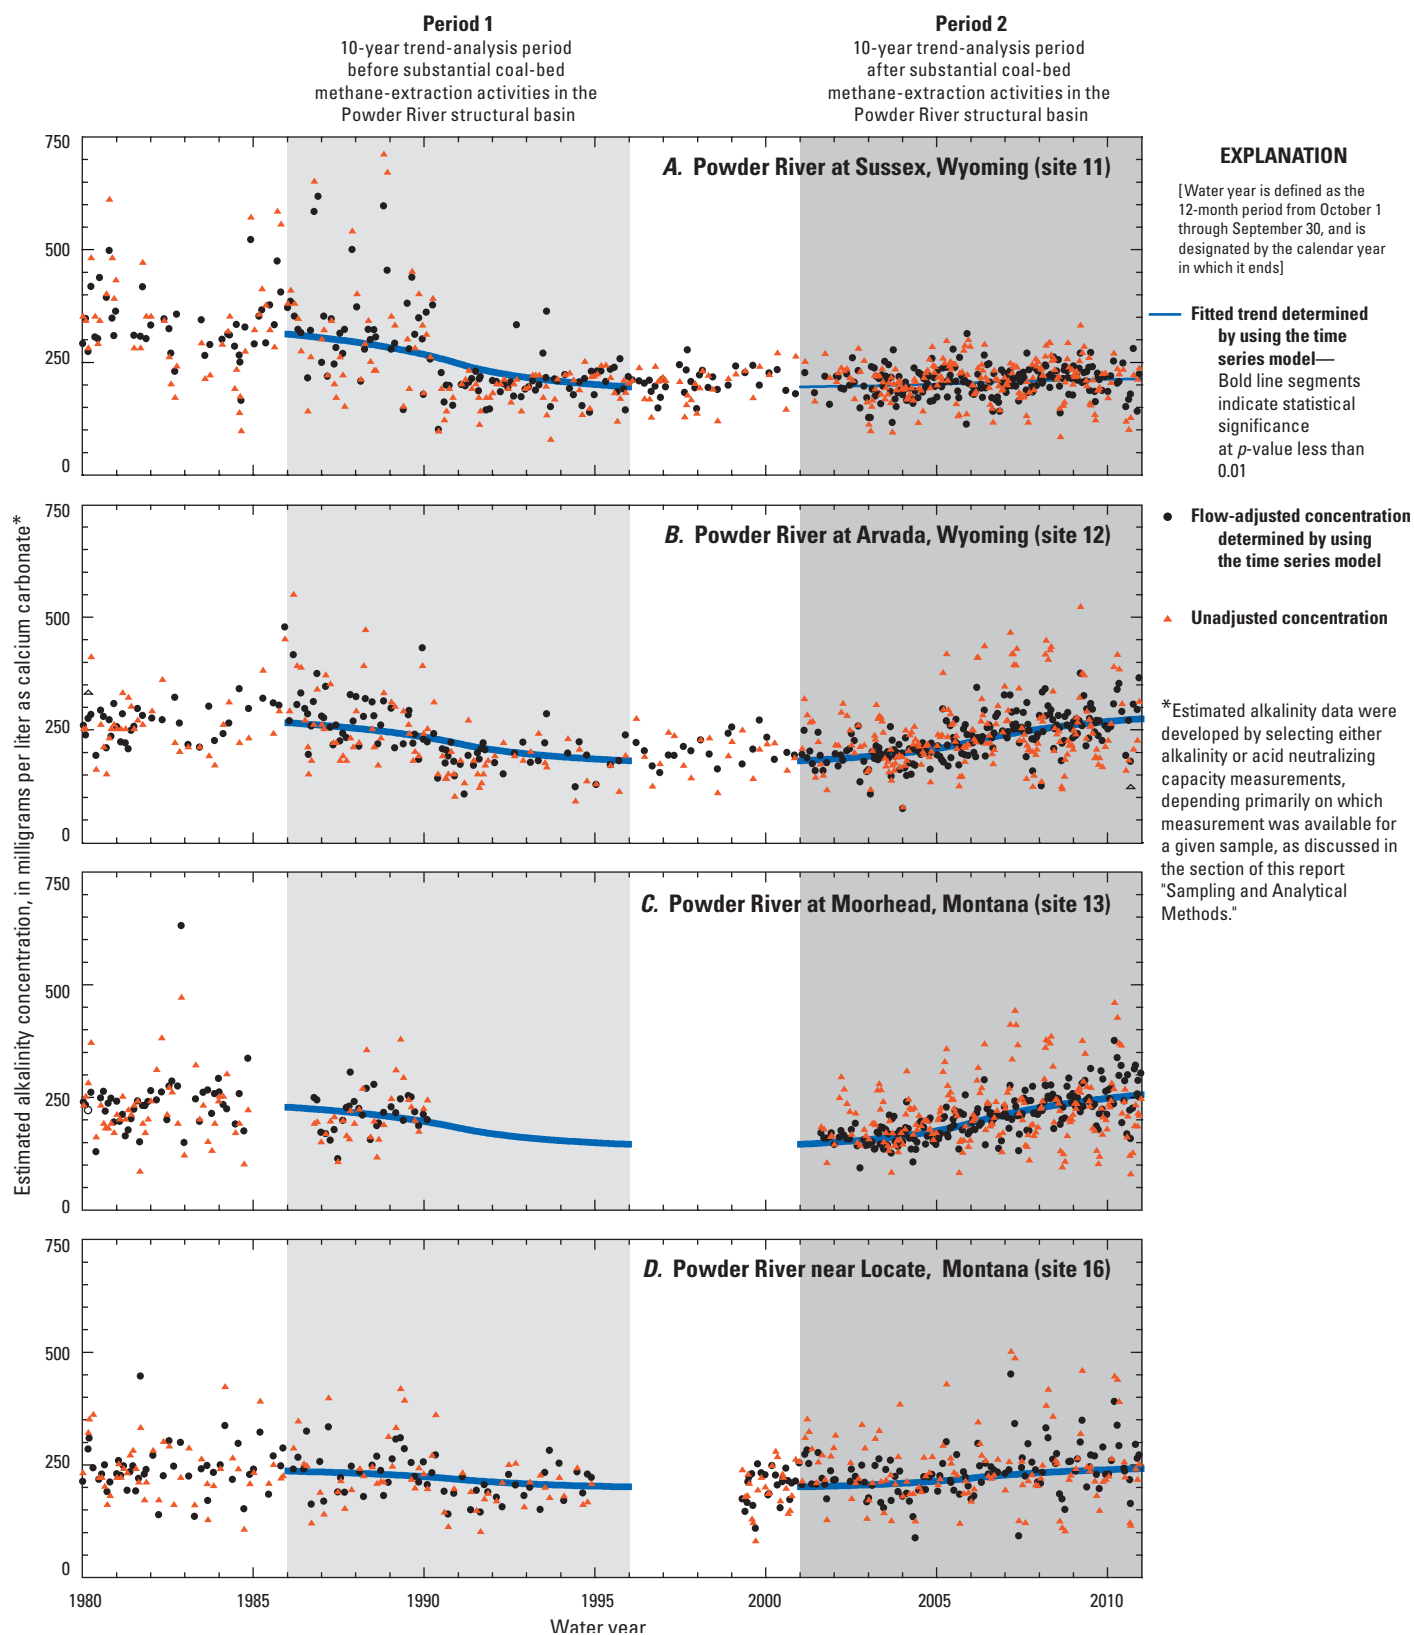 Period 1
10-year trend-analysis period
before substantial coal-bed
methane-extraction activities in the
Powder River structural basin
Period 2
10-year trend-analysis period
after substantial coal-bed
methane-extraction activities in the
Powder River structural basin
Estimated alkalinity concentration, in milligrams per liter as calcium carbonate*
750
500
250
0
A. Powder River at Sussex, Wyoming (site 11)
750
500
250
0
B. Powder River at Arvada, Wyoming (site 12)
750
500
250
0
C. Powder River at Moorhead, Montana (site 13)
750
500
250
0
D. Powder River near Locate, Montana (site 16)
1980
1985
1990
1995
2000
2005
2010
Water year
EXPLANATION
[Water year is defined as the
12-month period from October 1
through September 30, and is
designated by the calendar year
in which it ends]
Fitted trend determined
by using the time
series model—
Bold line segments
indicate statistical
significance
at p-value less than
0.01
Flow-adjusted concentration
determined by using
the time series model
Unadjusted concentration
*Estimated alkalinity data were
developed by selecting either
alkalinity or acid neutralizing
capacity measurements,
depending primarily on which
measurement was available for
a given sample, as discussed in
the section of this report
"Sampling and Analytical
Methods."